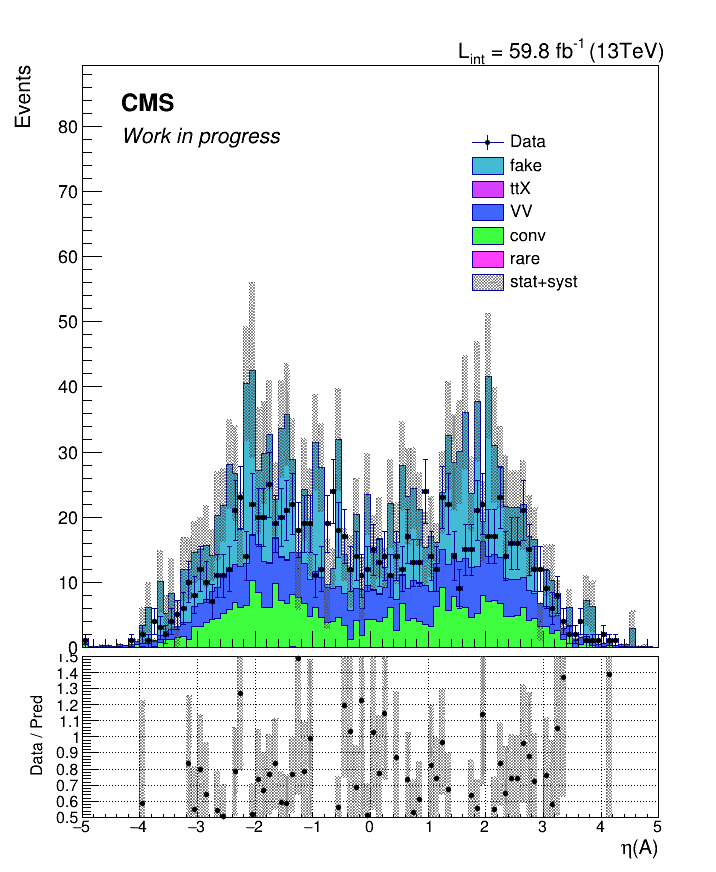 L_int = 59.8 fb^-1 (13TeV)
Events
CMS
Work in progress
Data
fake
ttX
VV
conv
rare
stat+syst
80
70
60
50
40
30
20
10
0
Data / Pred
1.5
1.4
1.3
1.2
1.1
1
0.9
0.8
0.7
0.6
0.5
−5 −4 −3 −2 −1 0 1 2 3 4 5
η(A)